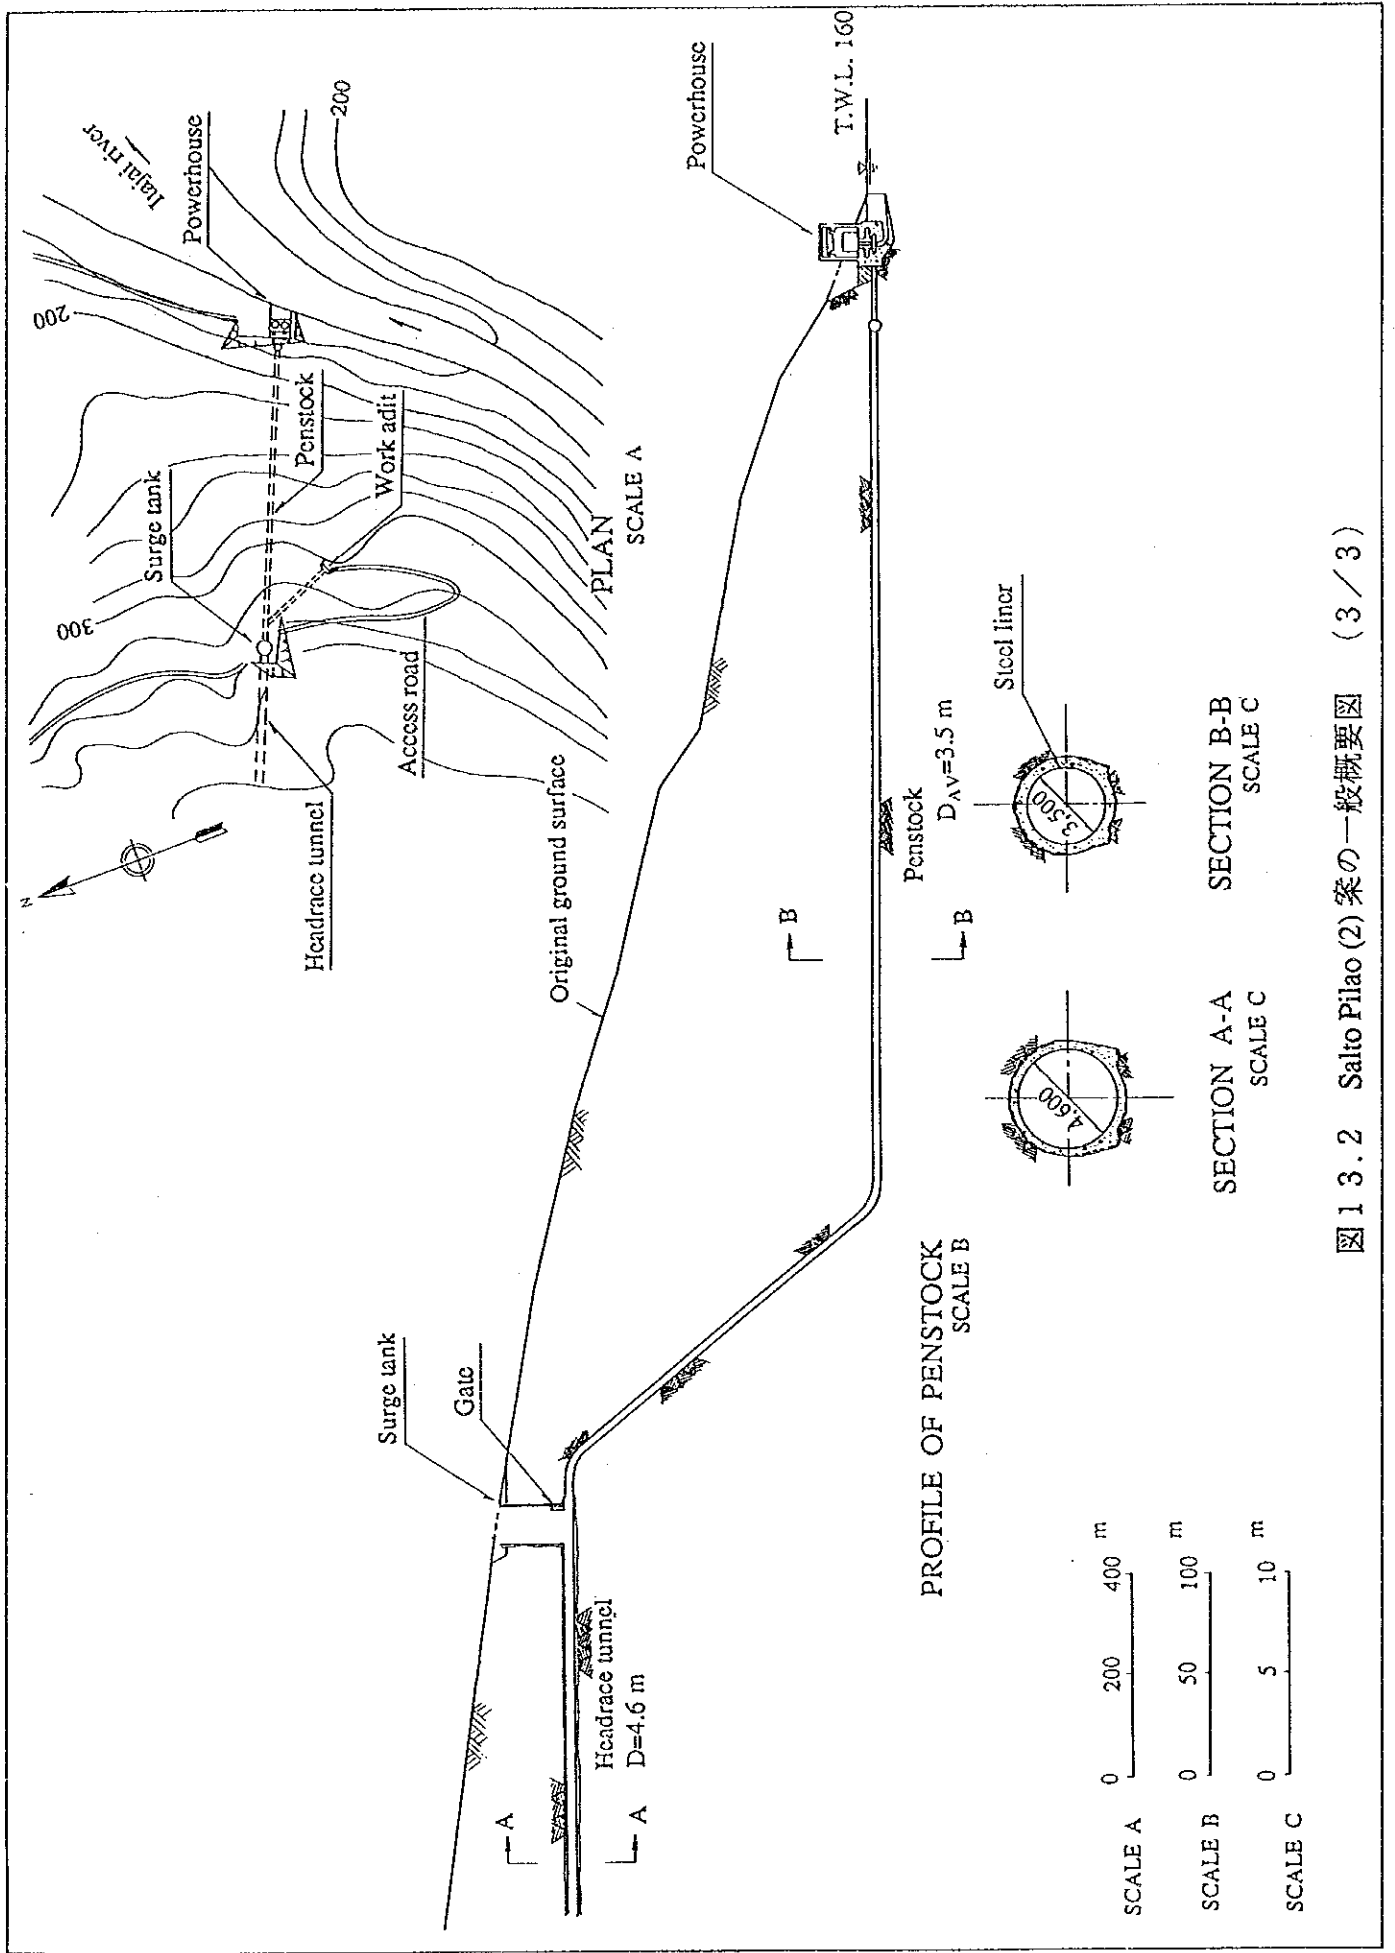 N
Itajai river
Powerhouse
200
200
Surge tank
Penstock
Work adit
300
Access road
Headrace tunnel
PLAN
SCALE A
Original ground surface
Powerhouse
T.W.L. 160
Surge tank
Gate
Headrace tunnel
D=4.6 m
A
A
B
B
Penstock
DAV=3.5 m
PROFILE OF PENSTOCK
SCALE B
Steel liner
4,600
3,500
SECTION A-A
SCALE C
SECTION B-B
SCALE C
SCALE A 0 200 400 m
SCALE B 0 50 100 m
SCALE C 0 5 10 m
図13.2 Salto Pilao (2) 案の一般概要図 (3/3)